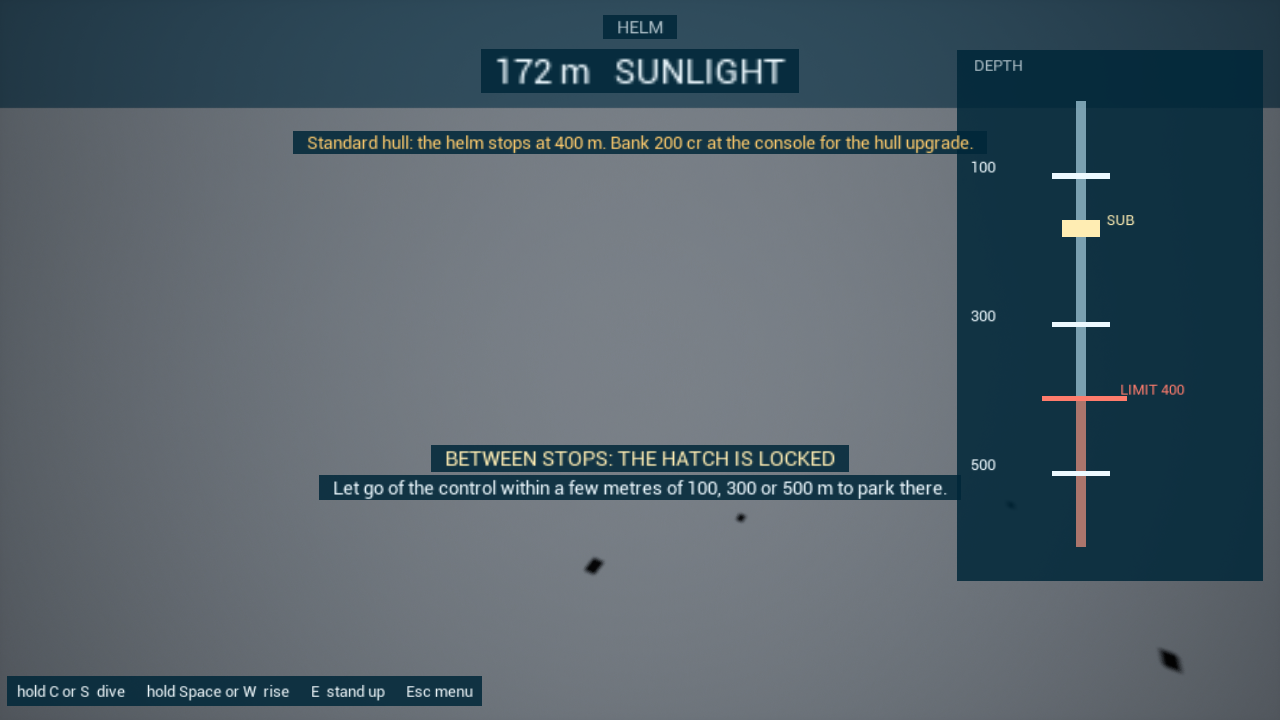 HELM
172 m SUNLIGHT
DEPTH
Standard hull: the helm stops at 400 m. Bank 200 cr at the console for the hull upgrade.
100
SUB
300
LIMIT 400
BETWEEN STOPS: THE HATCH IS LOCKED
500
Let go of the control within a few metres of 100, 300 or 500 m to park there.
hold C or S dive hold Space or W rise E stand up Esc menu